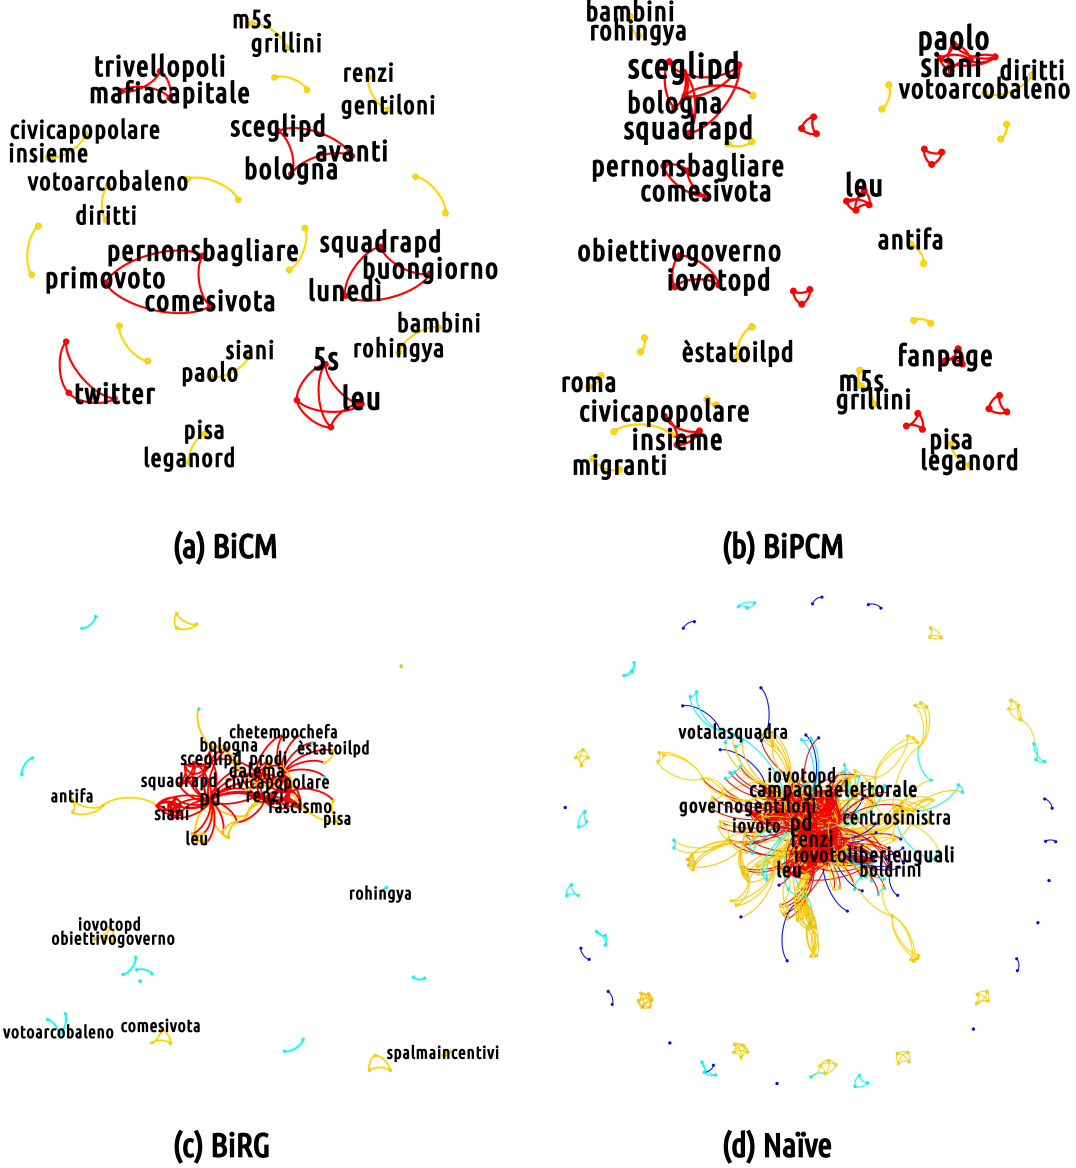 m5s
grillini
trivellopoli
mafiacapitale
renzi
gentiloni
civicapopolare
insieme
sceglipd
avanti
bologna
votoarcobaleno
diritti
pernonsbagliare
primovoto
comesivota
squadrapd
buongiorno
lunedì
bambini
rohingya
siani
paolo
5s
leu
twitter
pisa
leganord
(a) BiCM
bambini
rohingya
sceglipd
bologna
squadrapd
paolo
siani
diritti
votoarcobaleno
pernonsbagliare
comesivota
leu
antifa
obiettivogoverno
iovotopd
èstatoilpd
fanpage
roma
m5s
grillini
civicapopolare
insieme
migranti
pisa
leganord
(b) BiPCM
chetempochefa
bologna
èstatoilpd
sceglipd
prodi
dalema
squadrapd
civicapopolare
renzi
pd
fascismo
antifa
siani
pisa
leu
rohingya
iovotopd
obiettivogoverno
votoarcobaleno
comesivota
spalmaincentivi
(c) BiRG
votalasquadra
iovotopd
campagnaelettorale
governogentiloni
centrosinistra
iovoto
pd
renzi
iovotoliberieuguali
leu
boldrini
(d) Naïve